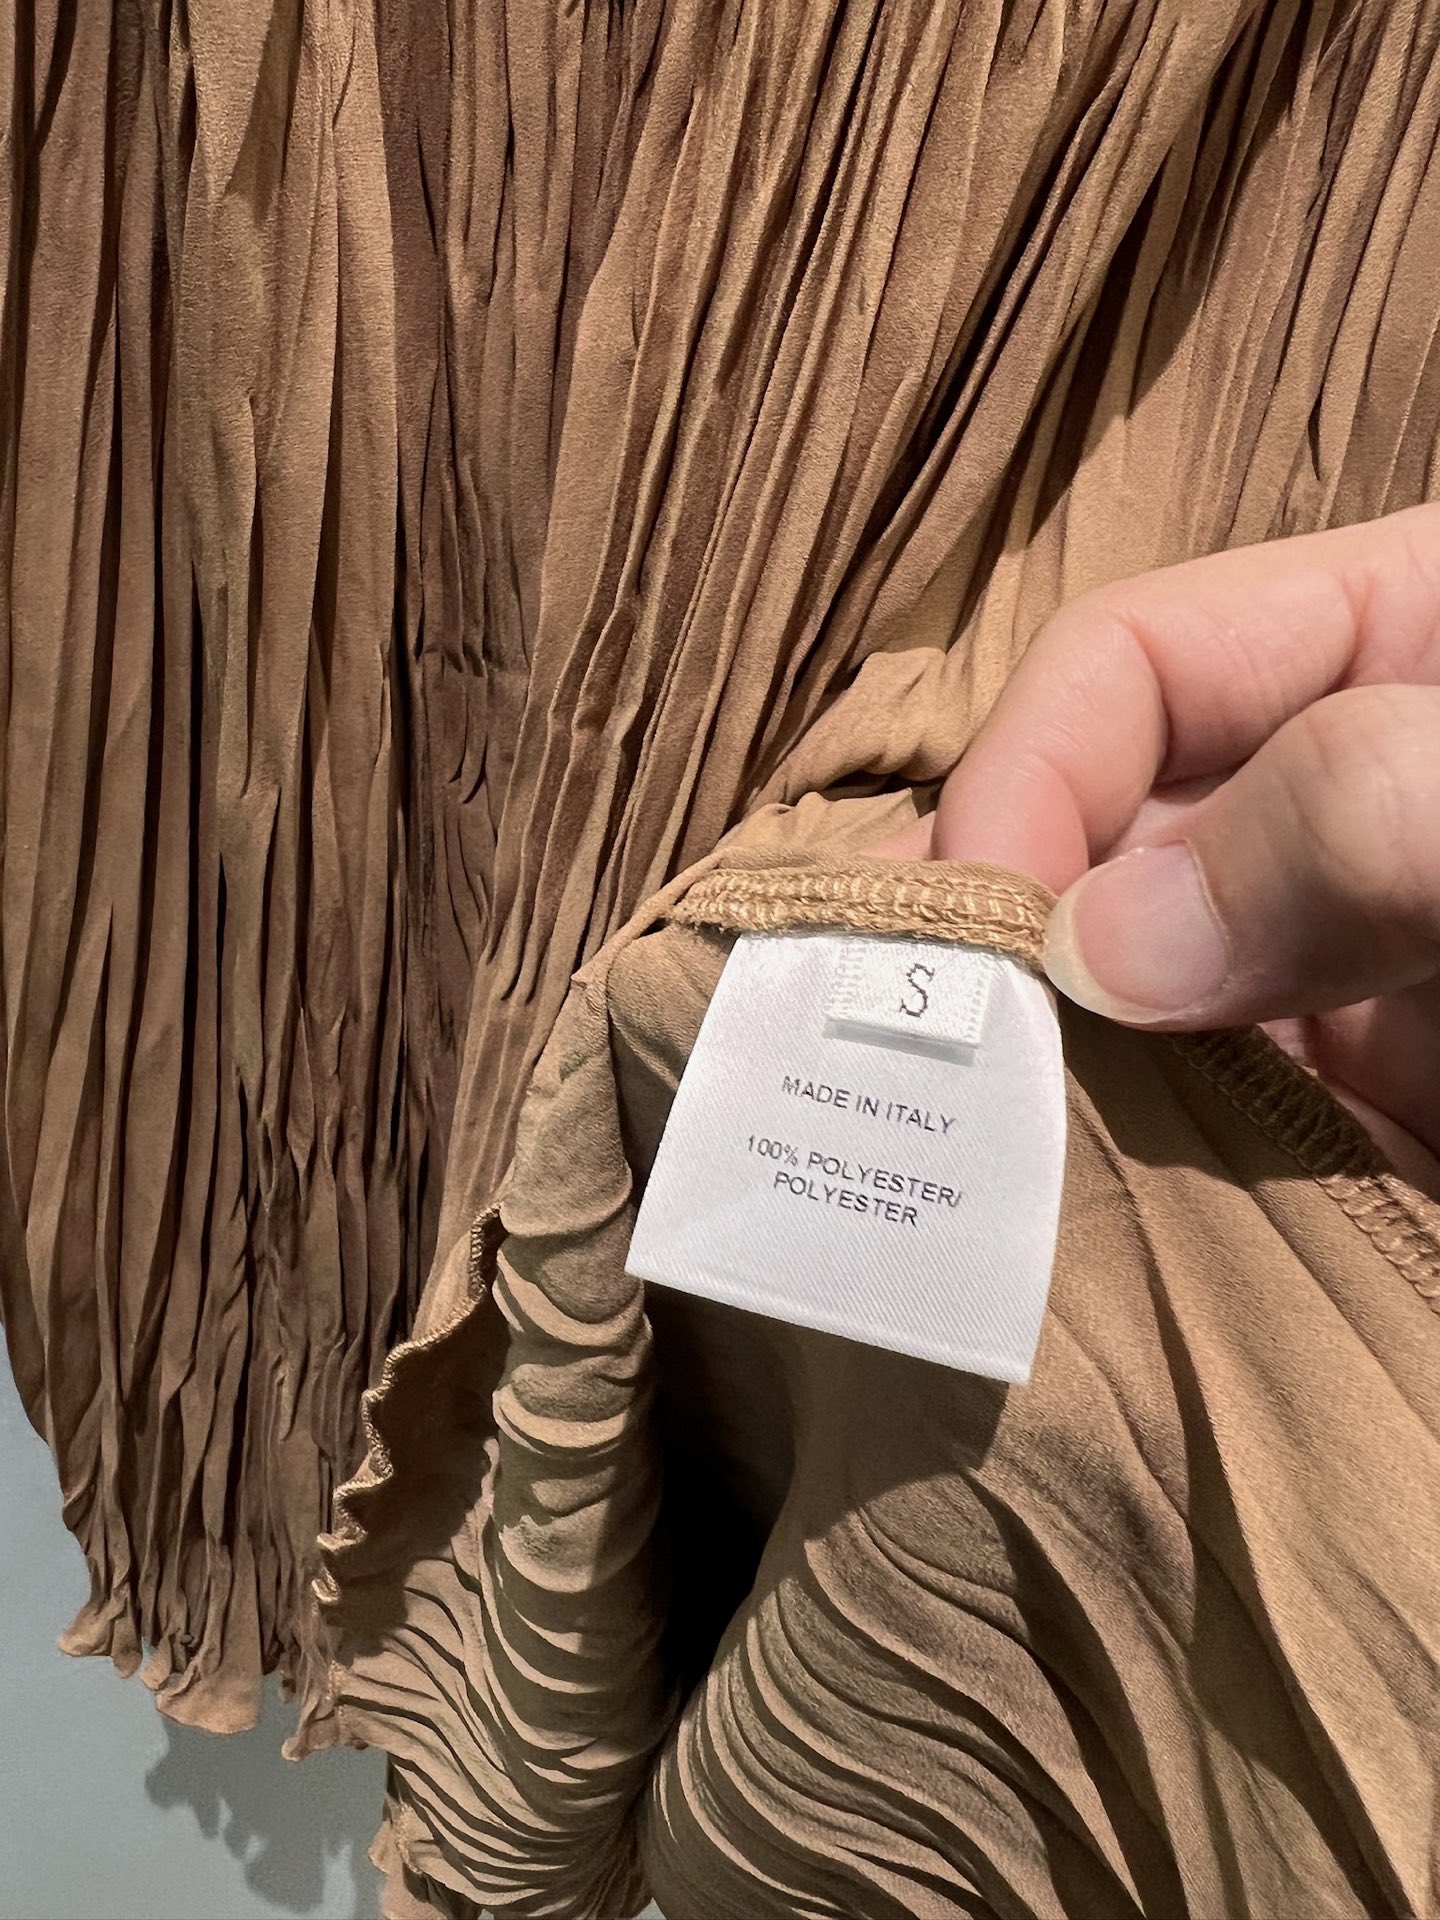 S
MADE IN ITALY
100% POLYESTER/
POLYESTER